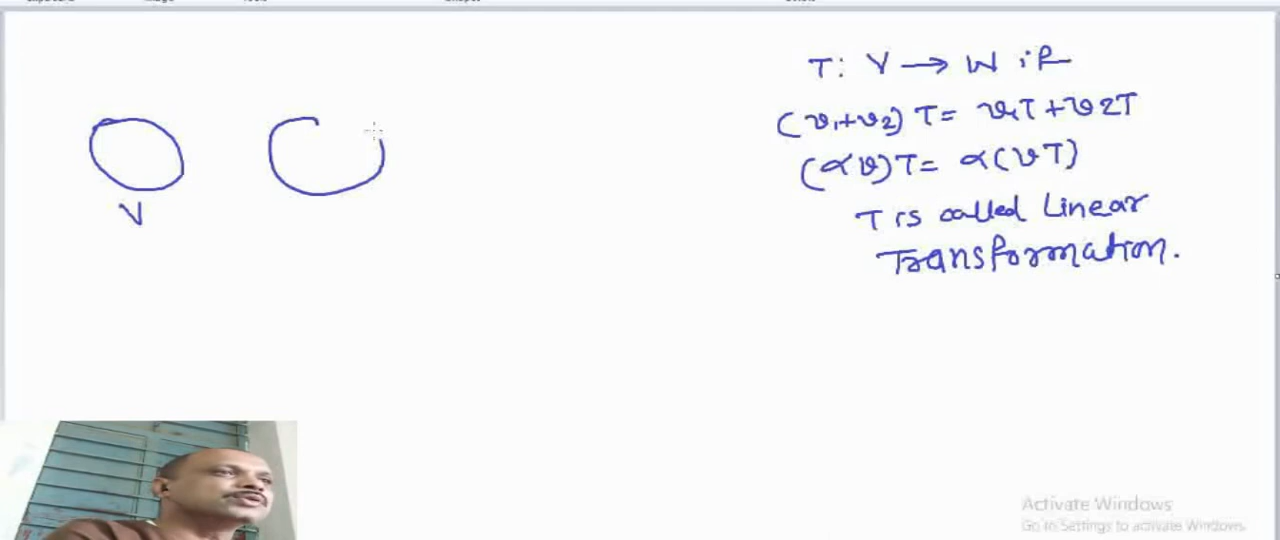 V
T: V → W if
(v1+v2) T = v1T + v2T
(αv)T = α(vT)
T is called Linear
Transformation.
Activate Windows
Go to Settings to activate Windows.